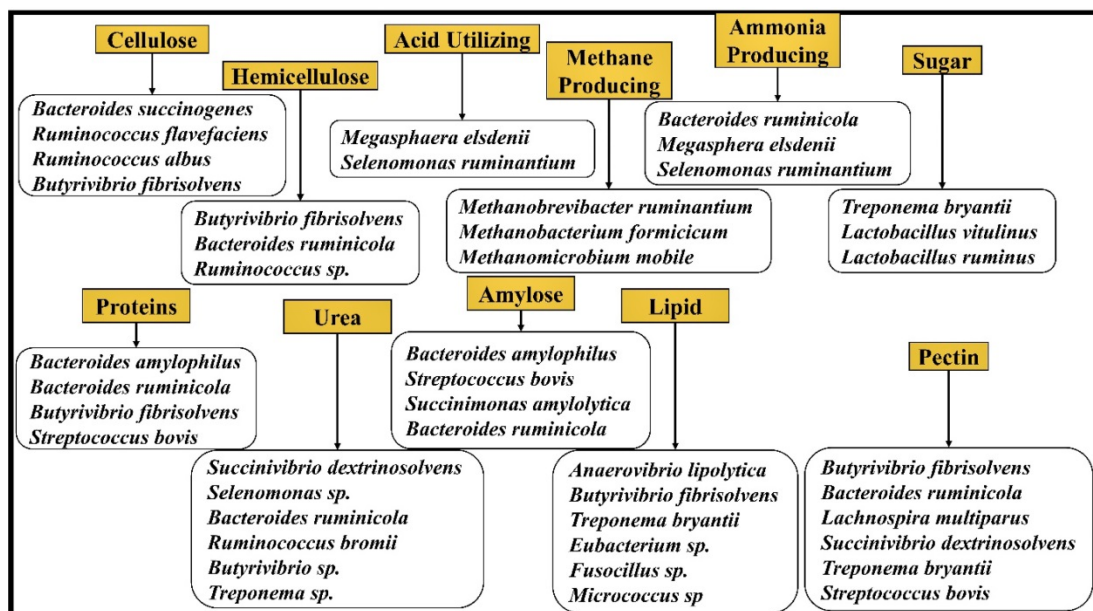 Cellulose
Bacteroides succinogenes
Ruminococcus flavefaciens
Ruminococcus albus
Butyrivibrio fibrisolvens
Hemicellulose
Butyrivibrio fibrisolvens
Bacteroides ruminicola
Ruminococcus sp.
Acid Utilizing
Megasphaera elsdenii
Selenomonas ruminantium
Methane
Producing
Methanobrevibacter ruminantium
Methanobacterium formicicum
Methanomicrobium mobile
Ammonia
Producing
Bacteroides ruminicola
Megasphera elsdenii
Selenomonas ruminantium
Sugar
Treponema bryantii
Lactobacillus vitulinus
Lactobacillus ruminus
Proteins
Bacteroides amylophilus
Bacteroides ruminicola
Butyrivibrio fibrisolvens
Streptococcus bovis
Urea
Succinivibrio dextrinosolvens
Selenomonas sp.
Bacteroides ruminicola
Ruminococcus bromii
Butyrivibrio sp.
Treponema sp.
Amylose
Bacteroides amylophilus
Streptococcus bovis
Succinimonas amylolytica
Bacteroides ruminicola
Lipid
Anaerovibrio lipolytica
Butyrivibrio fibrisolvens
Treponema bryantii
Eubacterium sp.
Fusocillus sp.
Micrococcus sp
Pectin
Butyrivibrio fibrisolvens
Bacteroides ruminicola
Lachnospira multiparus
Succinivibrio dextrinosolvens
Treponema bryantii
Streptococcus bovis